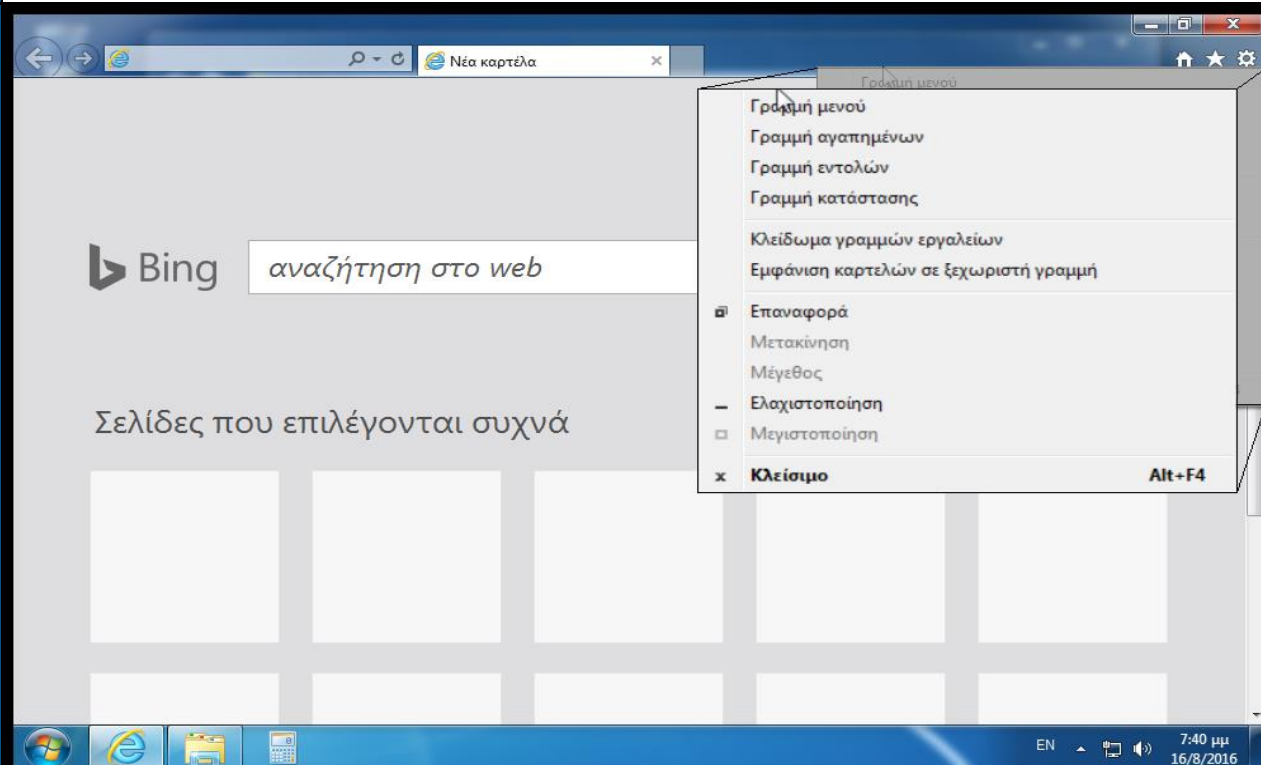 Νέα καρτέλα
Γραμμή μενού
Γραμμή μενού
Γραμμή αγαπημένων
Γραμμή εντολών
Γραμμή κατάστασης
Κλείδωμα γραμμών εργαλείων
Εμφάνιση καρτελών σε ξεχωριστή γραμμή
Bing
αναζήτηση στο web
Επαναφορά
Μετακίνηση
Μέγεθος
Ελαχιστοποίηση
Σελίδες που επιλέγονται συχνά
Μεγιστοποίηση
Κλείσιμο Alt+F4
EN
7:40 μμ
16/8/2016